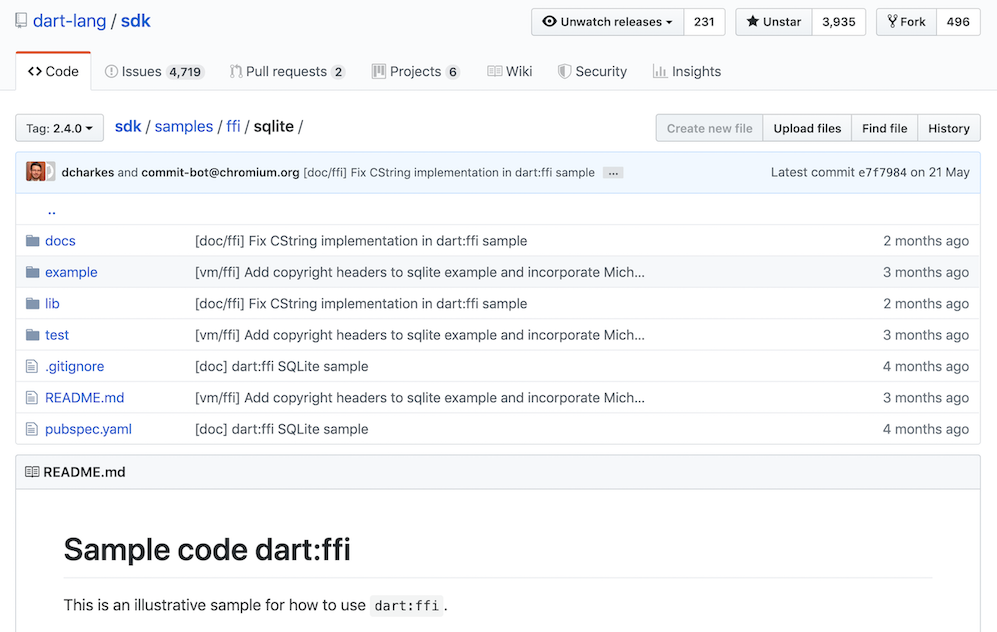 dart-lang / sdk
Unwatch releases 231 Unstar 3,935 Fork 496
Code Issues 4,719 Pull requests 2 Projects 6 Wiki Security Insights
Tag: 2.4.0 sdk / samples / ffi / sqlite / Create new file Upload files Find file History
dcharkes and commit-bot@chromium.org [doc/ffi] Fix CString implementation in dart:ffi sample ... Latest commit e7f7984 on 21 May
..
docs [doc/ffi] Fix CString implementation in dart:ffi sample 2 months ago
example [vm/ffi] Add copyright headers to sqlite example and incorporate Mich... 3 months ago
lib [doc/ffi] Fix CString implementation in dart:ffi sample 2 months ago
test [vm/ffi] Add copyright headers to sqlite example and incorporate Mich... 3 months ago
.gitignore [doc] dart:ffi SQLite sample 4 months ago
README.md [vm/ffi] Add copyright headers to sqlite example and incorporate Mich... 3 months ago
pubspec.yaml [doc] dart:ffi SQLite sample 4 months ago
README.md
Sample code dart:ffi
This is an illustrative sample for how to use dart:ffi.